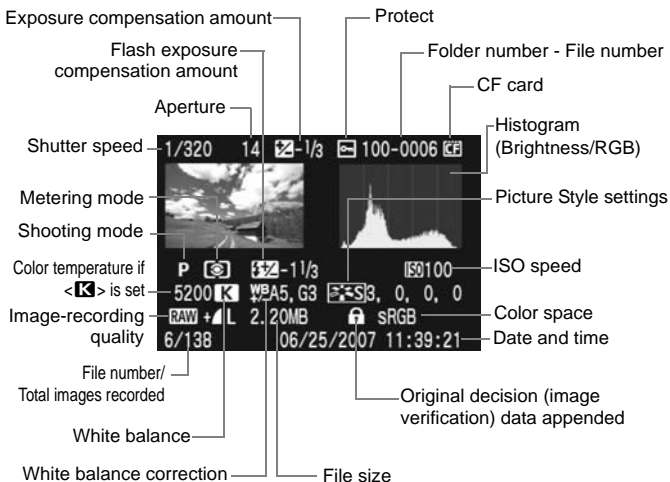 Exposure compensation amount
Protect
Flash exposure
compensation amount
Folder number - File number
CF card
Aperture
Histogram
(Brightness/RGB)
Shutter speed
1/320 14 -1/3 100-0006 CF
Metering mode
Picture Style settings
Shooting mode
P -1 1/3 ISO 100
ISO speed
Color temperature if
<K> is set
5200 K WB A5, G3 S 3, 0, 0, 0
Image-recording
quality
RAW + L 2.20MB sRGB
Color space
6/138 06/25/2007 11:39:21
Date and time
File number/
Total images recorded
Original decision (image
verification) data appended
White balance
White balance correction
File size